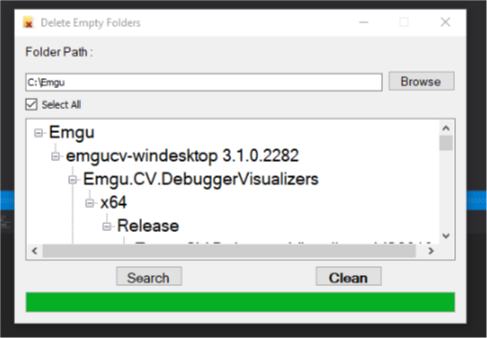 Delete Empty Folders
Folder Path :
C:\Emgu
Browse
Select All
Emgu
emgucv-windesktop 3.1.0.2282
Emgu.CV.DebuggerVisualizers
x64
Release
Search
Clean